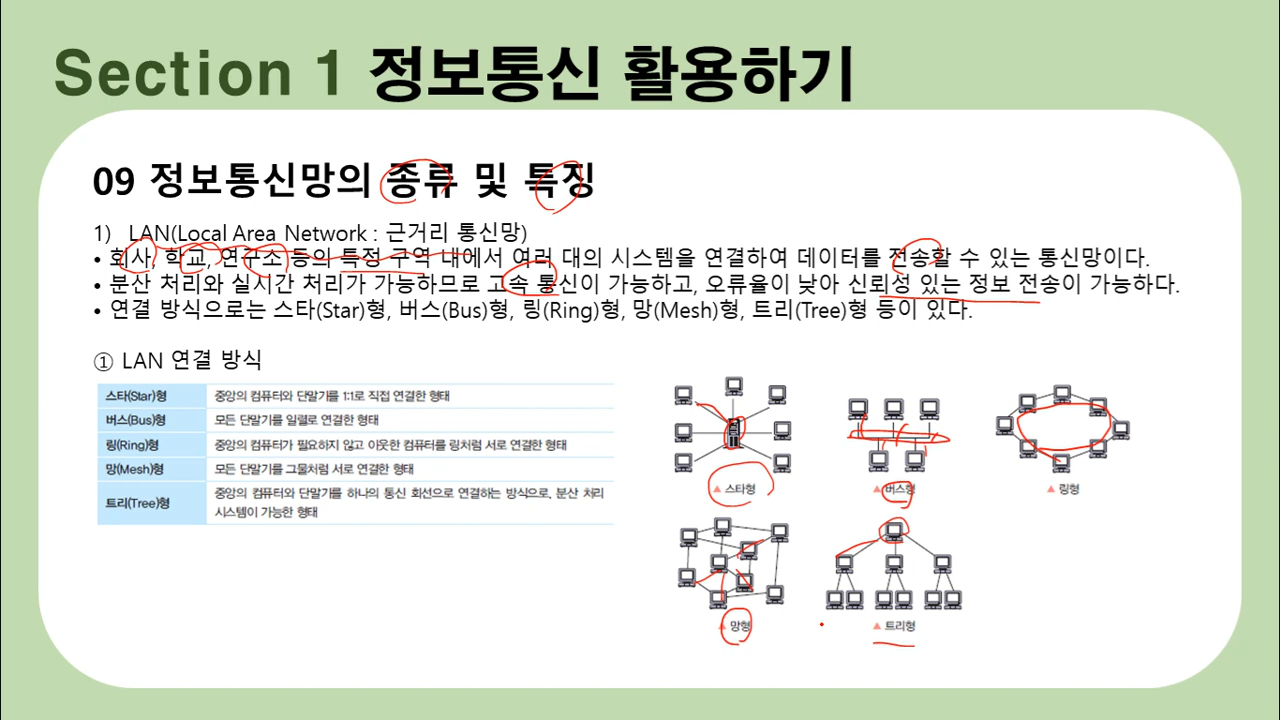 Section 1 정보통신 활용하기
09 정보통신망의 종류 및 특징
1) LAN(Local Area Network : 근거리 통신망)
• 회사, 학교, 연구소 등의 특정 구역 내에서 여러 대의 시스템을 연결하여 데이터를 전송할 수 있는 통신망이다.
• 분산 처리와 실시간 처리가 가능하므로 고속 통신이 가능하고, 오류율이 낮아 신뢰성 있는 정보 전송이 가능하다.
• 연결 방식으로는 스타(Star)형, 버스(Bus)형, 링(Ring)형, 망(Mesh)형, 트리(Tree)형 등이 있다.
① LAN 연결 방식
스타(Star)형 중앙의 컴퓨터와 단말기를 1:1로 직접 연결한 형태
버스(Bus)형 모든 단말기를 일렬로 연결한 형태
링(Ring)형 중앙의 컴퓨터가 필요하지 않고 이웃한 컴퓨터를 링처럼 서로 연결한 형태
망(Mesh)형 모든 단말기를 그물처럼 서로 연결한 형태
트리(Tree)형 중앙의 컴퓨터와 단말기를 하나의 통신 회선으로 연결하는 방식으로, 분산 처리
시스템이 가능한 형태
▲ 스타형
▲ 버스형
▲ 링형
▲ 망형
▲ 트리형